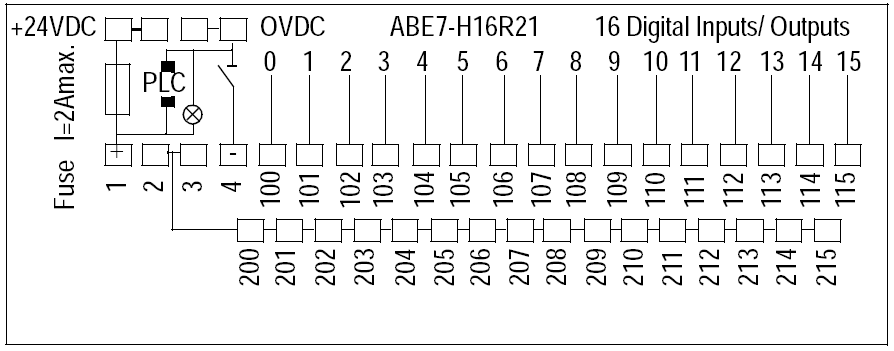 +24VDC OVDC ABE7-H16R21 16 Digital Inputs/ Outputs
0 1 2 3 4 5 6 7 8 9 10 11 12 13 14 15
PLC
Fuse I=2Amax.
+ -
1 2 3 4 100 101 102 103 104 105 106 107 108 109 110 111 112 113 114 115
200 201 202 203 204 205 206 207 208 209 210 211 212 213 214 215